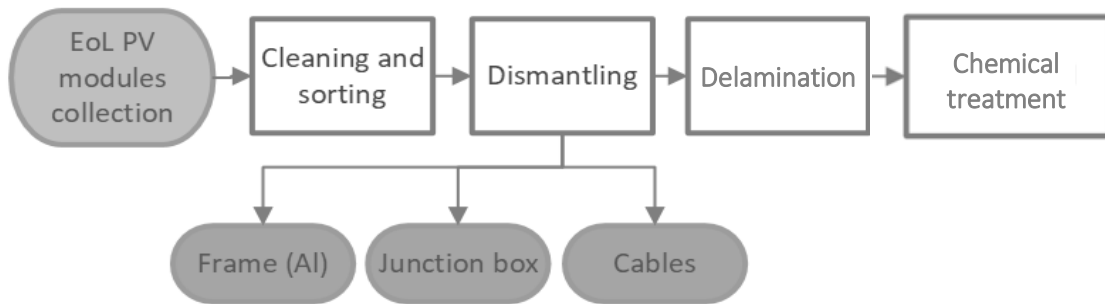 EoL PV
modules
collection
Cleaning and
sorting
Dismantling
Delamination
Chemical
treatment
Frame (Al)
Junction box
Cables